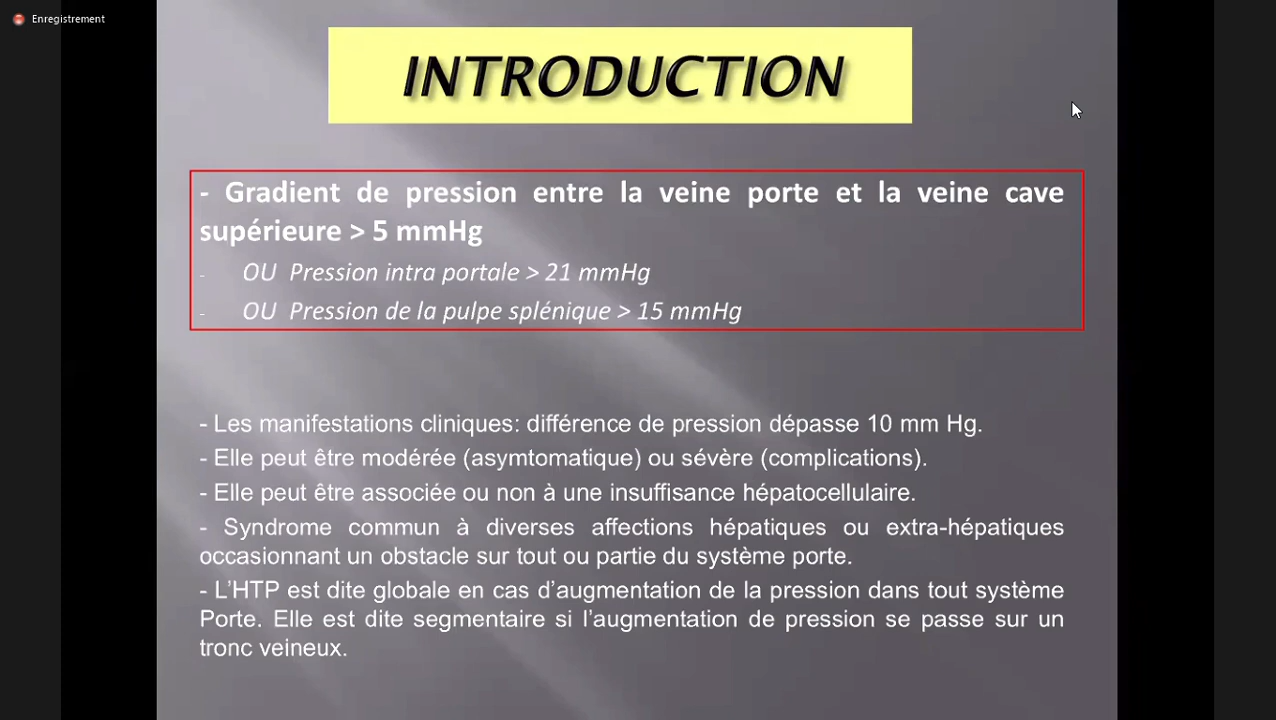 Enregistrement
INTRODUCTION
- Gradient de pression entre la veine porte et la veine cave
supérieure > 5 mmHg
- OU Pression intra portale > 21 mmHg
- OU Pression de la pulpe splénique > 15 mmHg
- Les manifestations cliniques: différence de pression dépasse 10 mm Hg.
- Elle peut être modérée (asymtomatique) ou sévère (complications).
- Elle peut être associée ou non à une insuffisance hépatocellulaire.
- Syndrome commun à diverses affections hépatiques ou extra-hépatiques
occasionnant un obstacle sur tout ou partie du système porte.
- L’HTP est dite globale en cas d’augmentation de la pression dans tout système
Porte. Elle est dite segmentaire si l’augmentation de pression se passe sur un
tronc veineux.